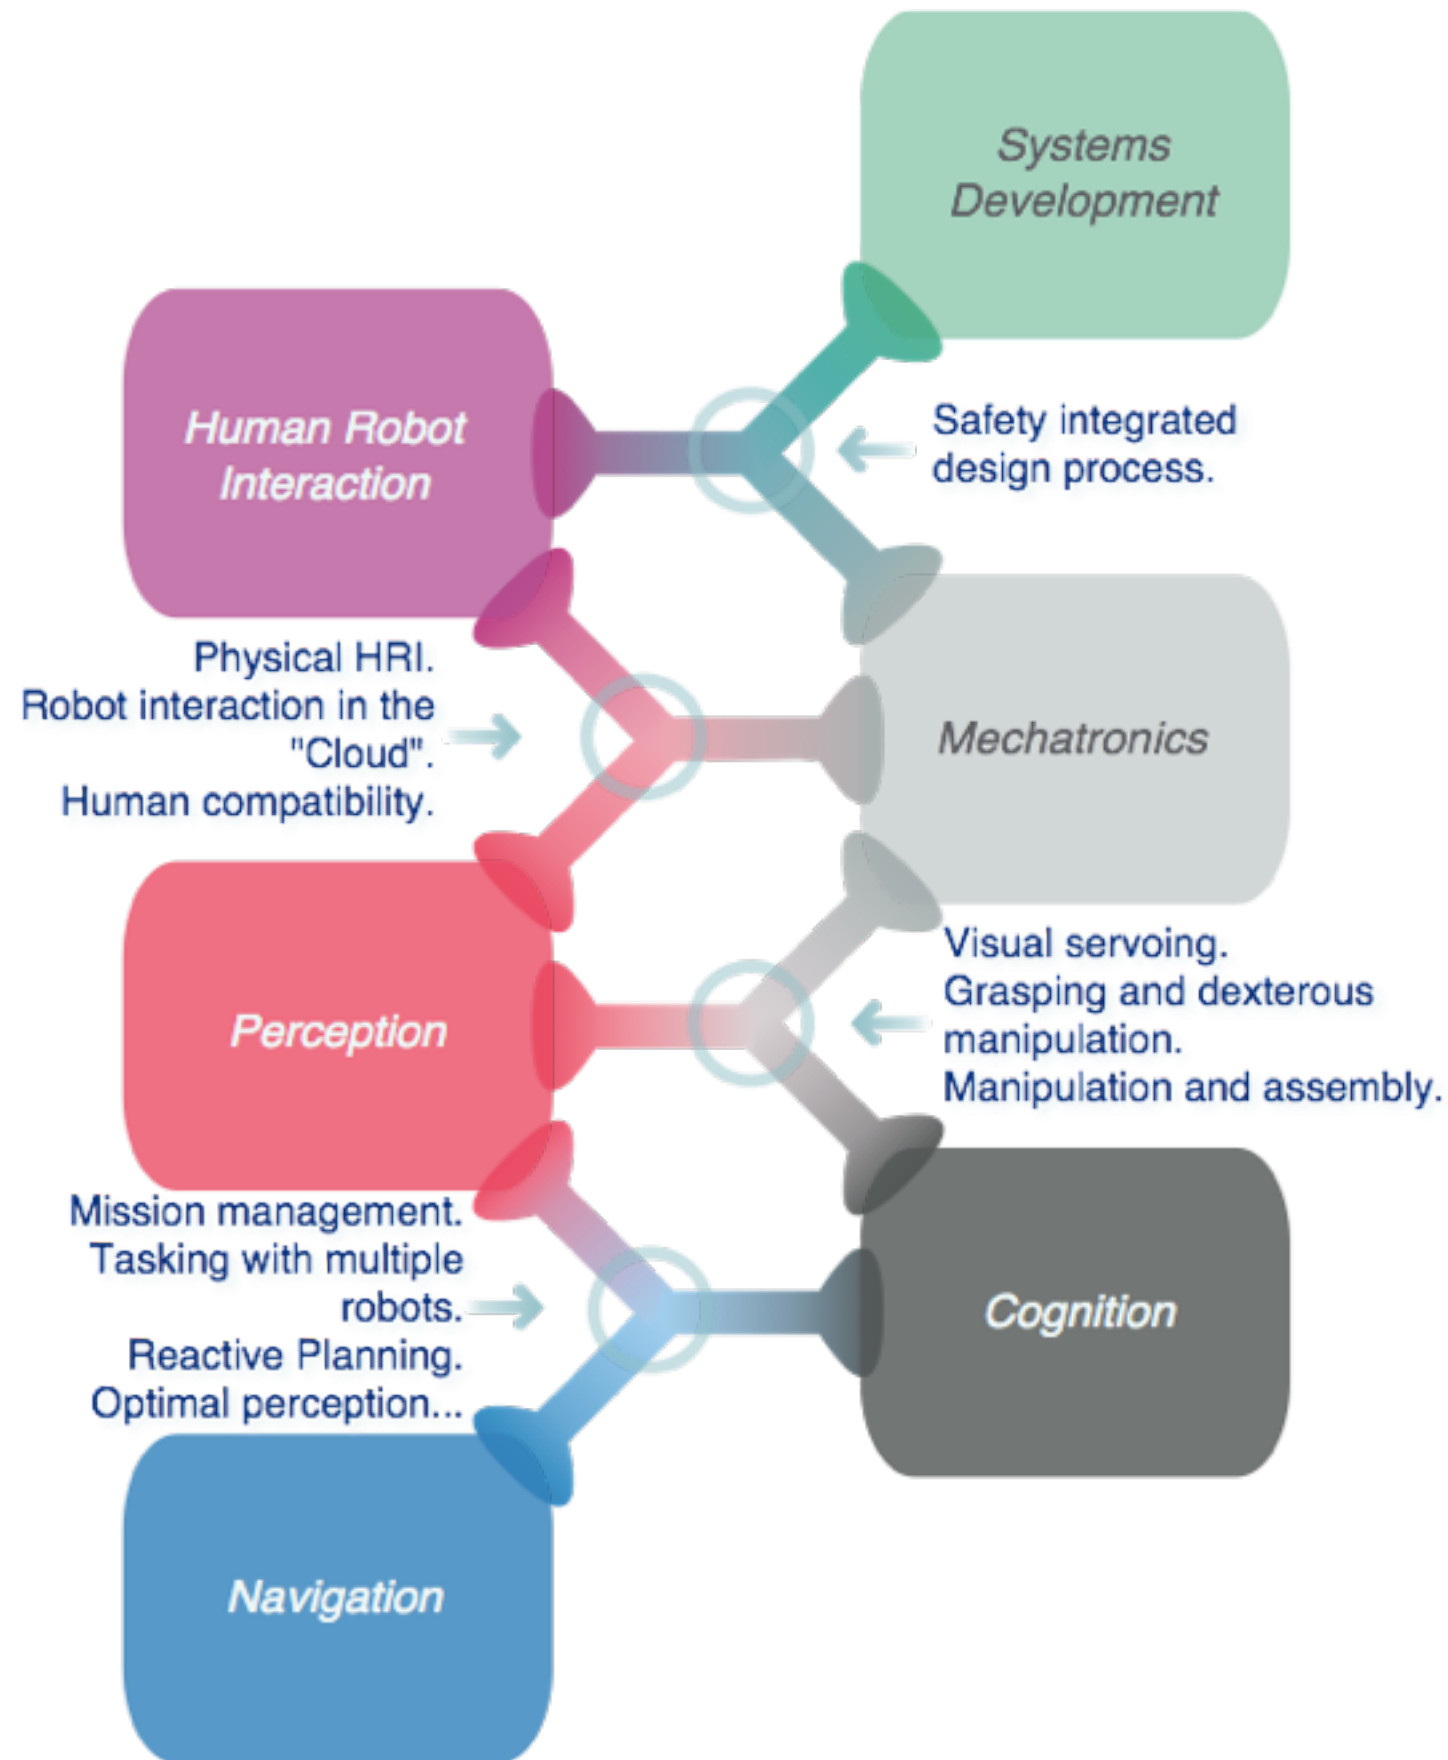 Systems
Development
Human Robot
Interaction
Safety integrated
design process.
Physical HRI.
Robot interaction in the
"Cloud".
Human compatibility.
Mechatronics
Perception
Visual servoing.
Grasping and dexterous
manipulation.
Manipulation and assembly.
Mission management.
Tasking with multiple
robots.
Reactive Planning.
Optimal perception...
Cognition
Navigation